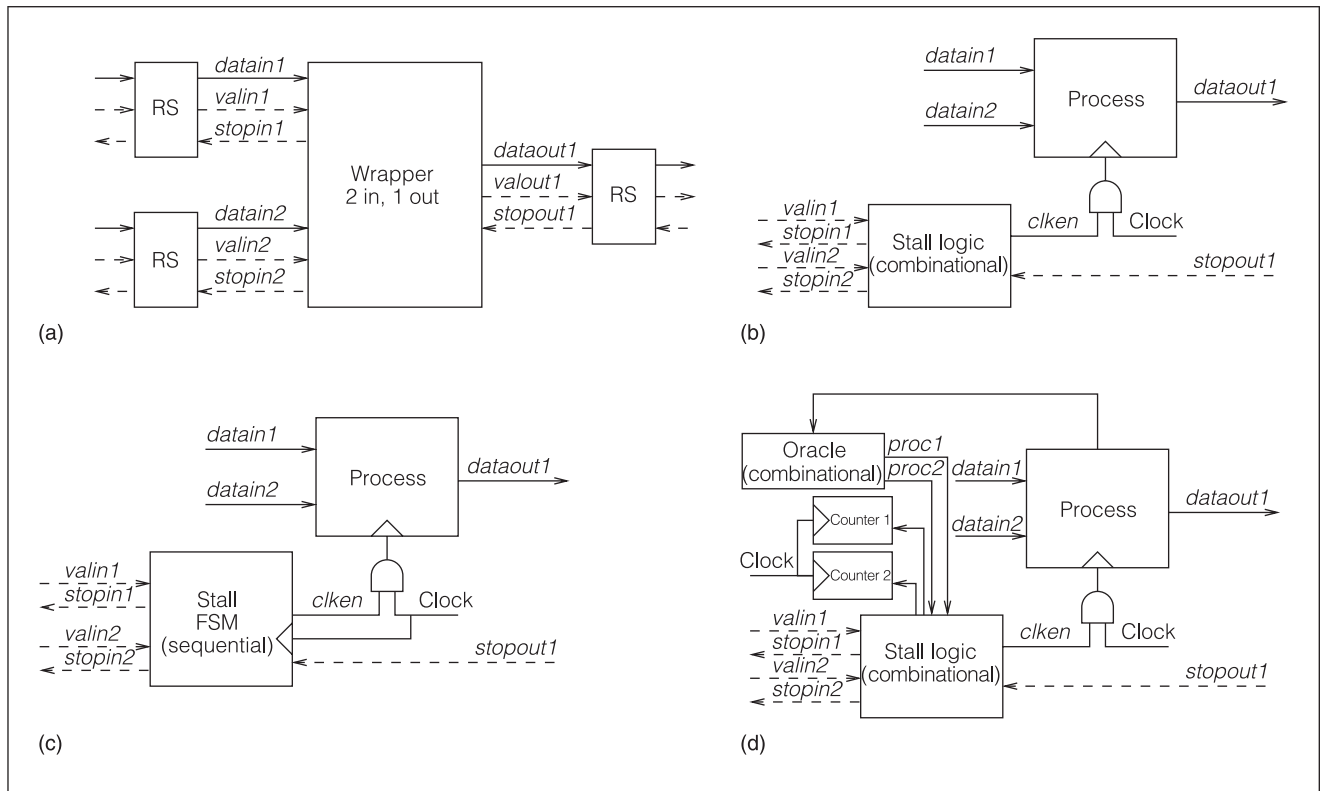 datain1
valin1
stopin1
RS
datain2
valin2
stopin2
RS
Wrapper
2 in, 1 out
dataout1
valout1
stopout1
RS
(a)
datain1
datain2
Process
dataout1
valin1
stopin1
valin2
stopin2
Stall logic
(combinational)
clken
Clock
stopout1
(b)
datain1
datain2
Process
dataout1
valin1
stopin1
valin2
stopin2
Stall
FSM
(sequential)
clken
Clock
stopout1
(c)
Oracle
(combinational)
proc1
proc2
datain1
datain2
Process
dataout1
Counter 1
Counter 2
Clock
valin1
stopin1
valin2
stopin2
Stall logic
(combinational)
clken
Clock
stopout1
(d)